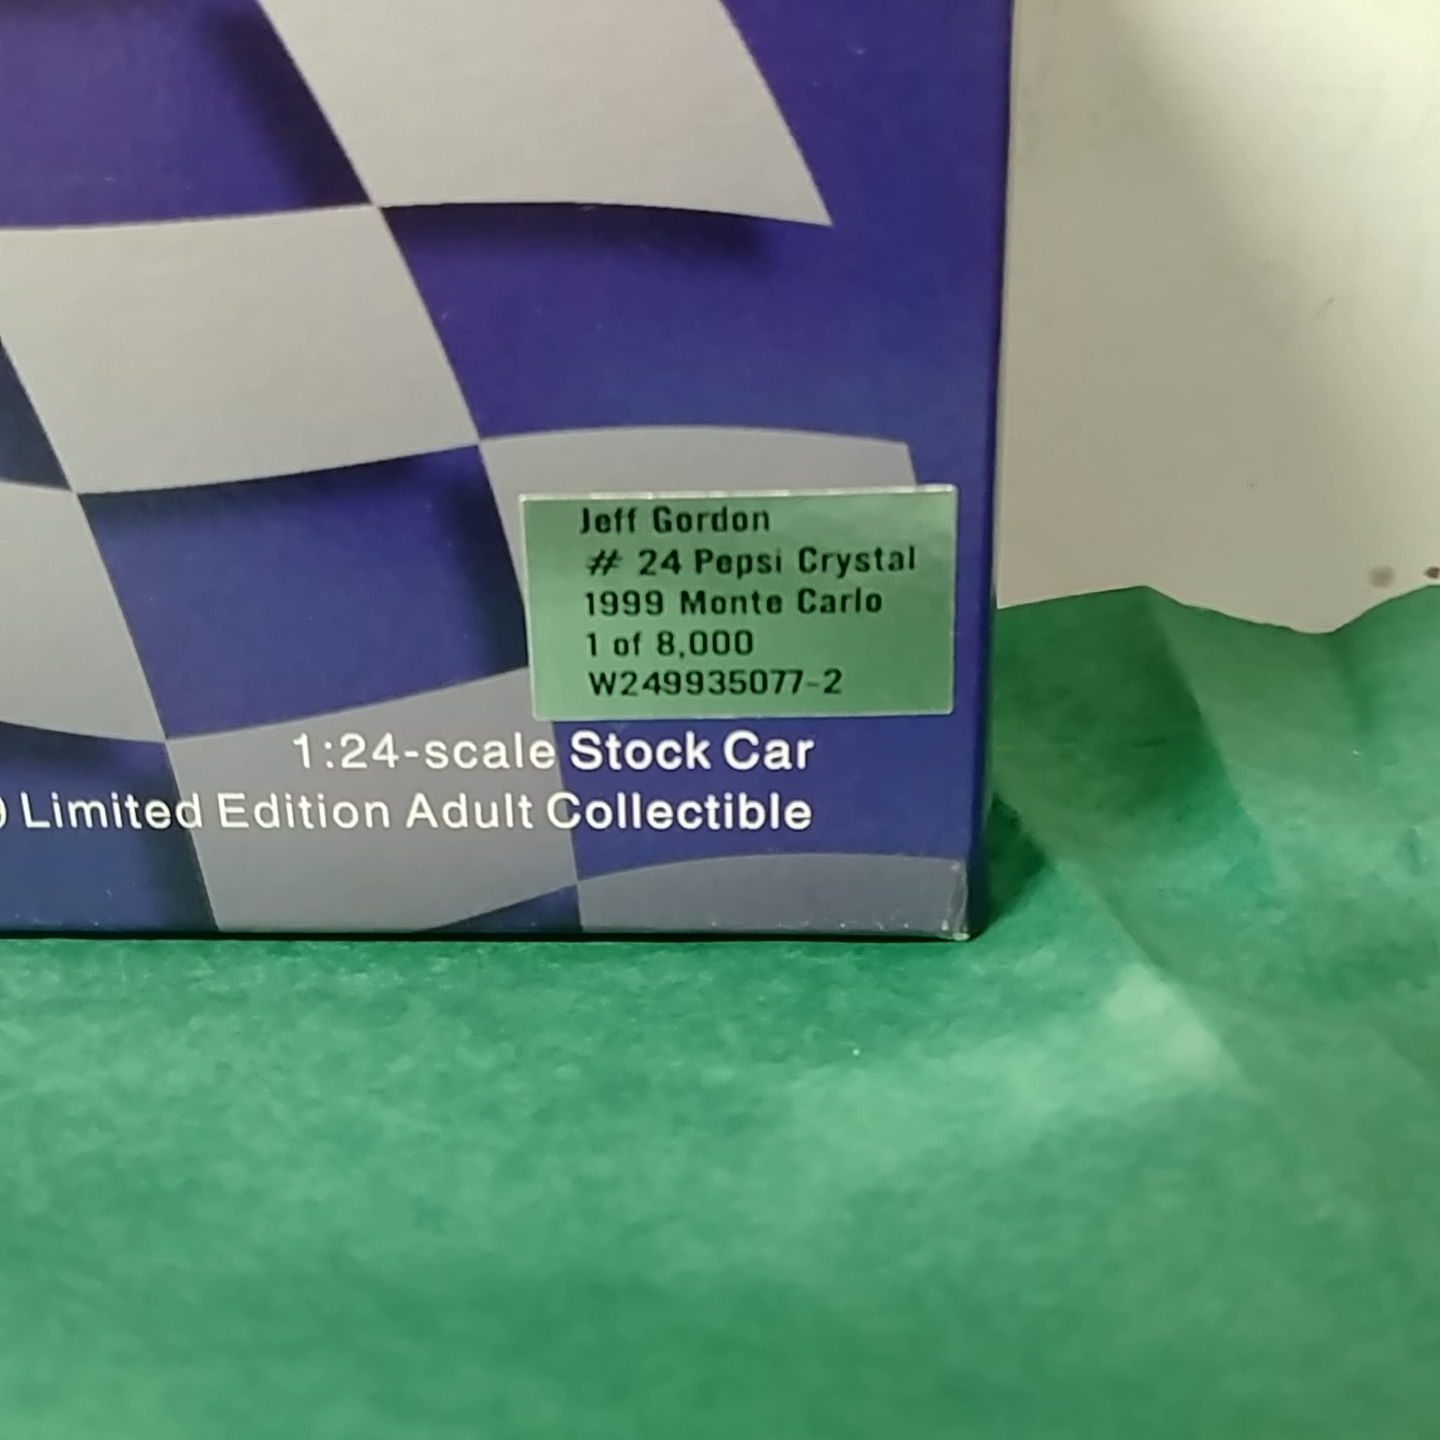 Jeff Gordon
# 24 Pepsi Crystal
1999 Monte Carlo
1 of 8,000
W249935077-2
1:24-scale Stock Car
Limited Edition Adult Collectible